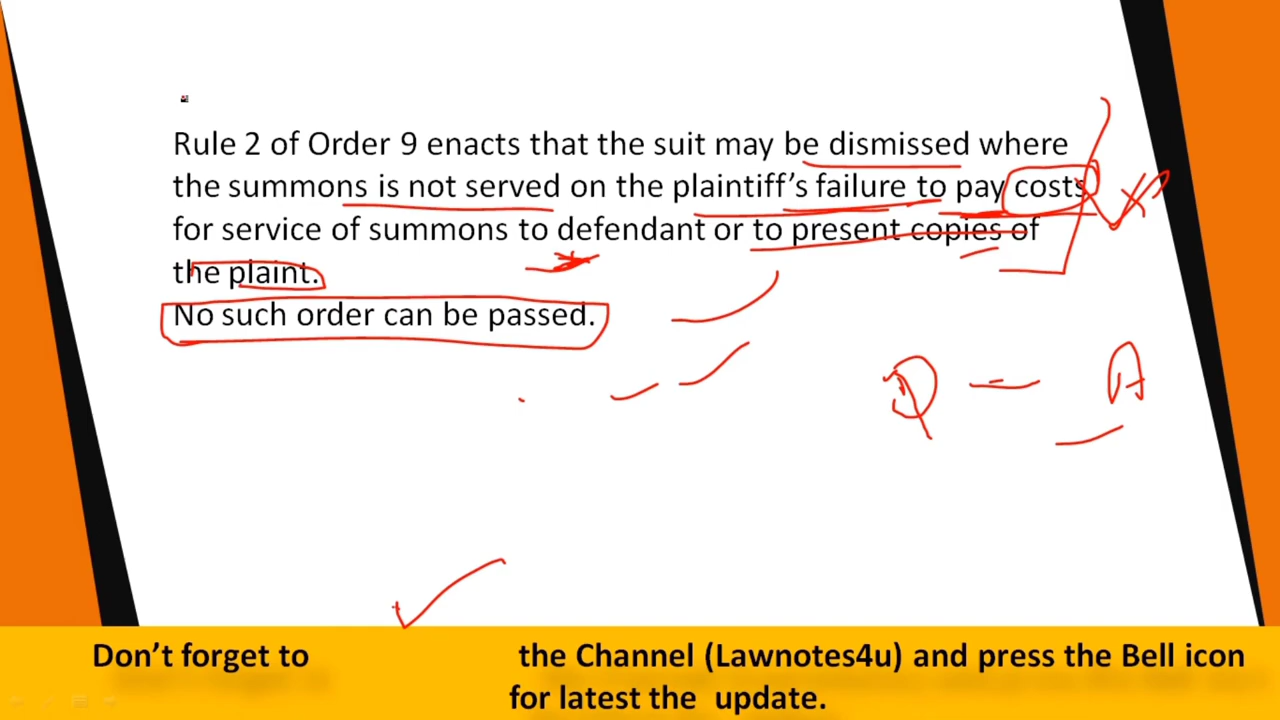 Rule 2 of Order 9 enacts that the suit may be dismissed where
the summons is not served on the plaintiff's failure to pay costs
for service of summons to defendant or to present copies of
the plaint.
No such order can be passed.
D — A
Don't forget to the Channel (Lawnotes4u) and press the Bell icon
for latest the update.